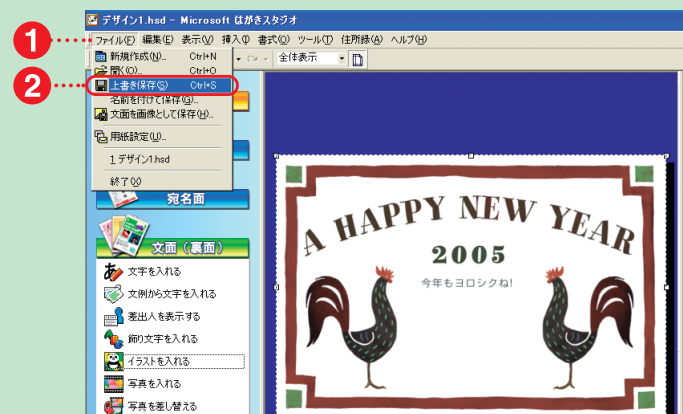 デザイン1.hsd - Microsoft はがきスタジオ
1
ファイル(F) 編集(E) 表示(V) 挿入(I) 書式(O) ツール(T) 住所録(A) ヘルプ(H)
新規作成(N)... Ctrl+N
全体表示
開く(O)... Ctrl+O
2
上書き保存(S) Ctrl+S
名前を付けて保存(G)...
文面を画像として保存(H)...
用紙設定(U)...
1 デザイン1.hsd
終了(X)
宛名面
文面（裏面）
あ 文字を入れる
文例から文字を入れる
差出人を表示する
飾り文字を入れる
イラストを入れる
写真を入れる
写真を差し替える
A HAPPY NEW YEAR
2005
今年もヨロシクね!